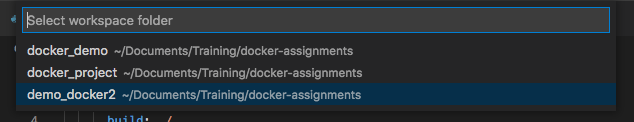 Select workspace folder
docker_demo ~/Documents/Training/docker-assignments
docker_project ~/Documents/Training/docker-assignments
demo_docker2 ~/Documents/Training/docker-assignments
4 build: ./